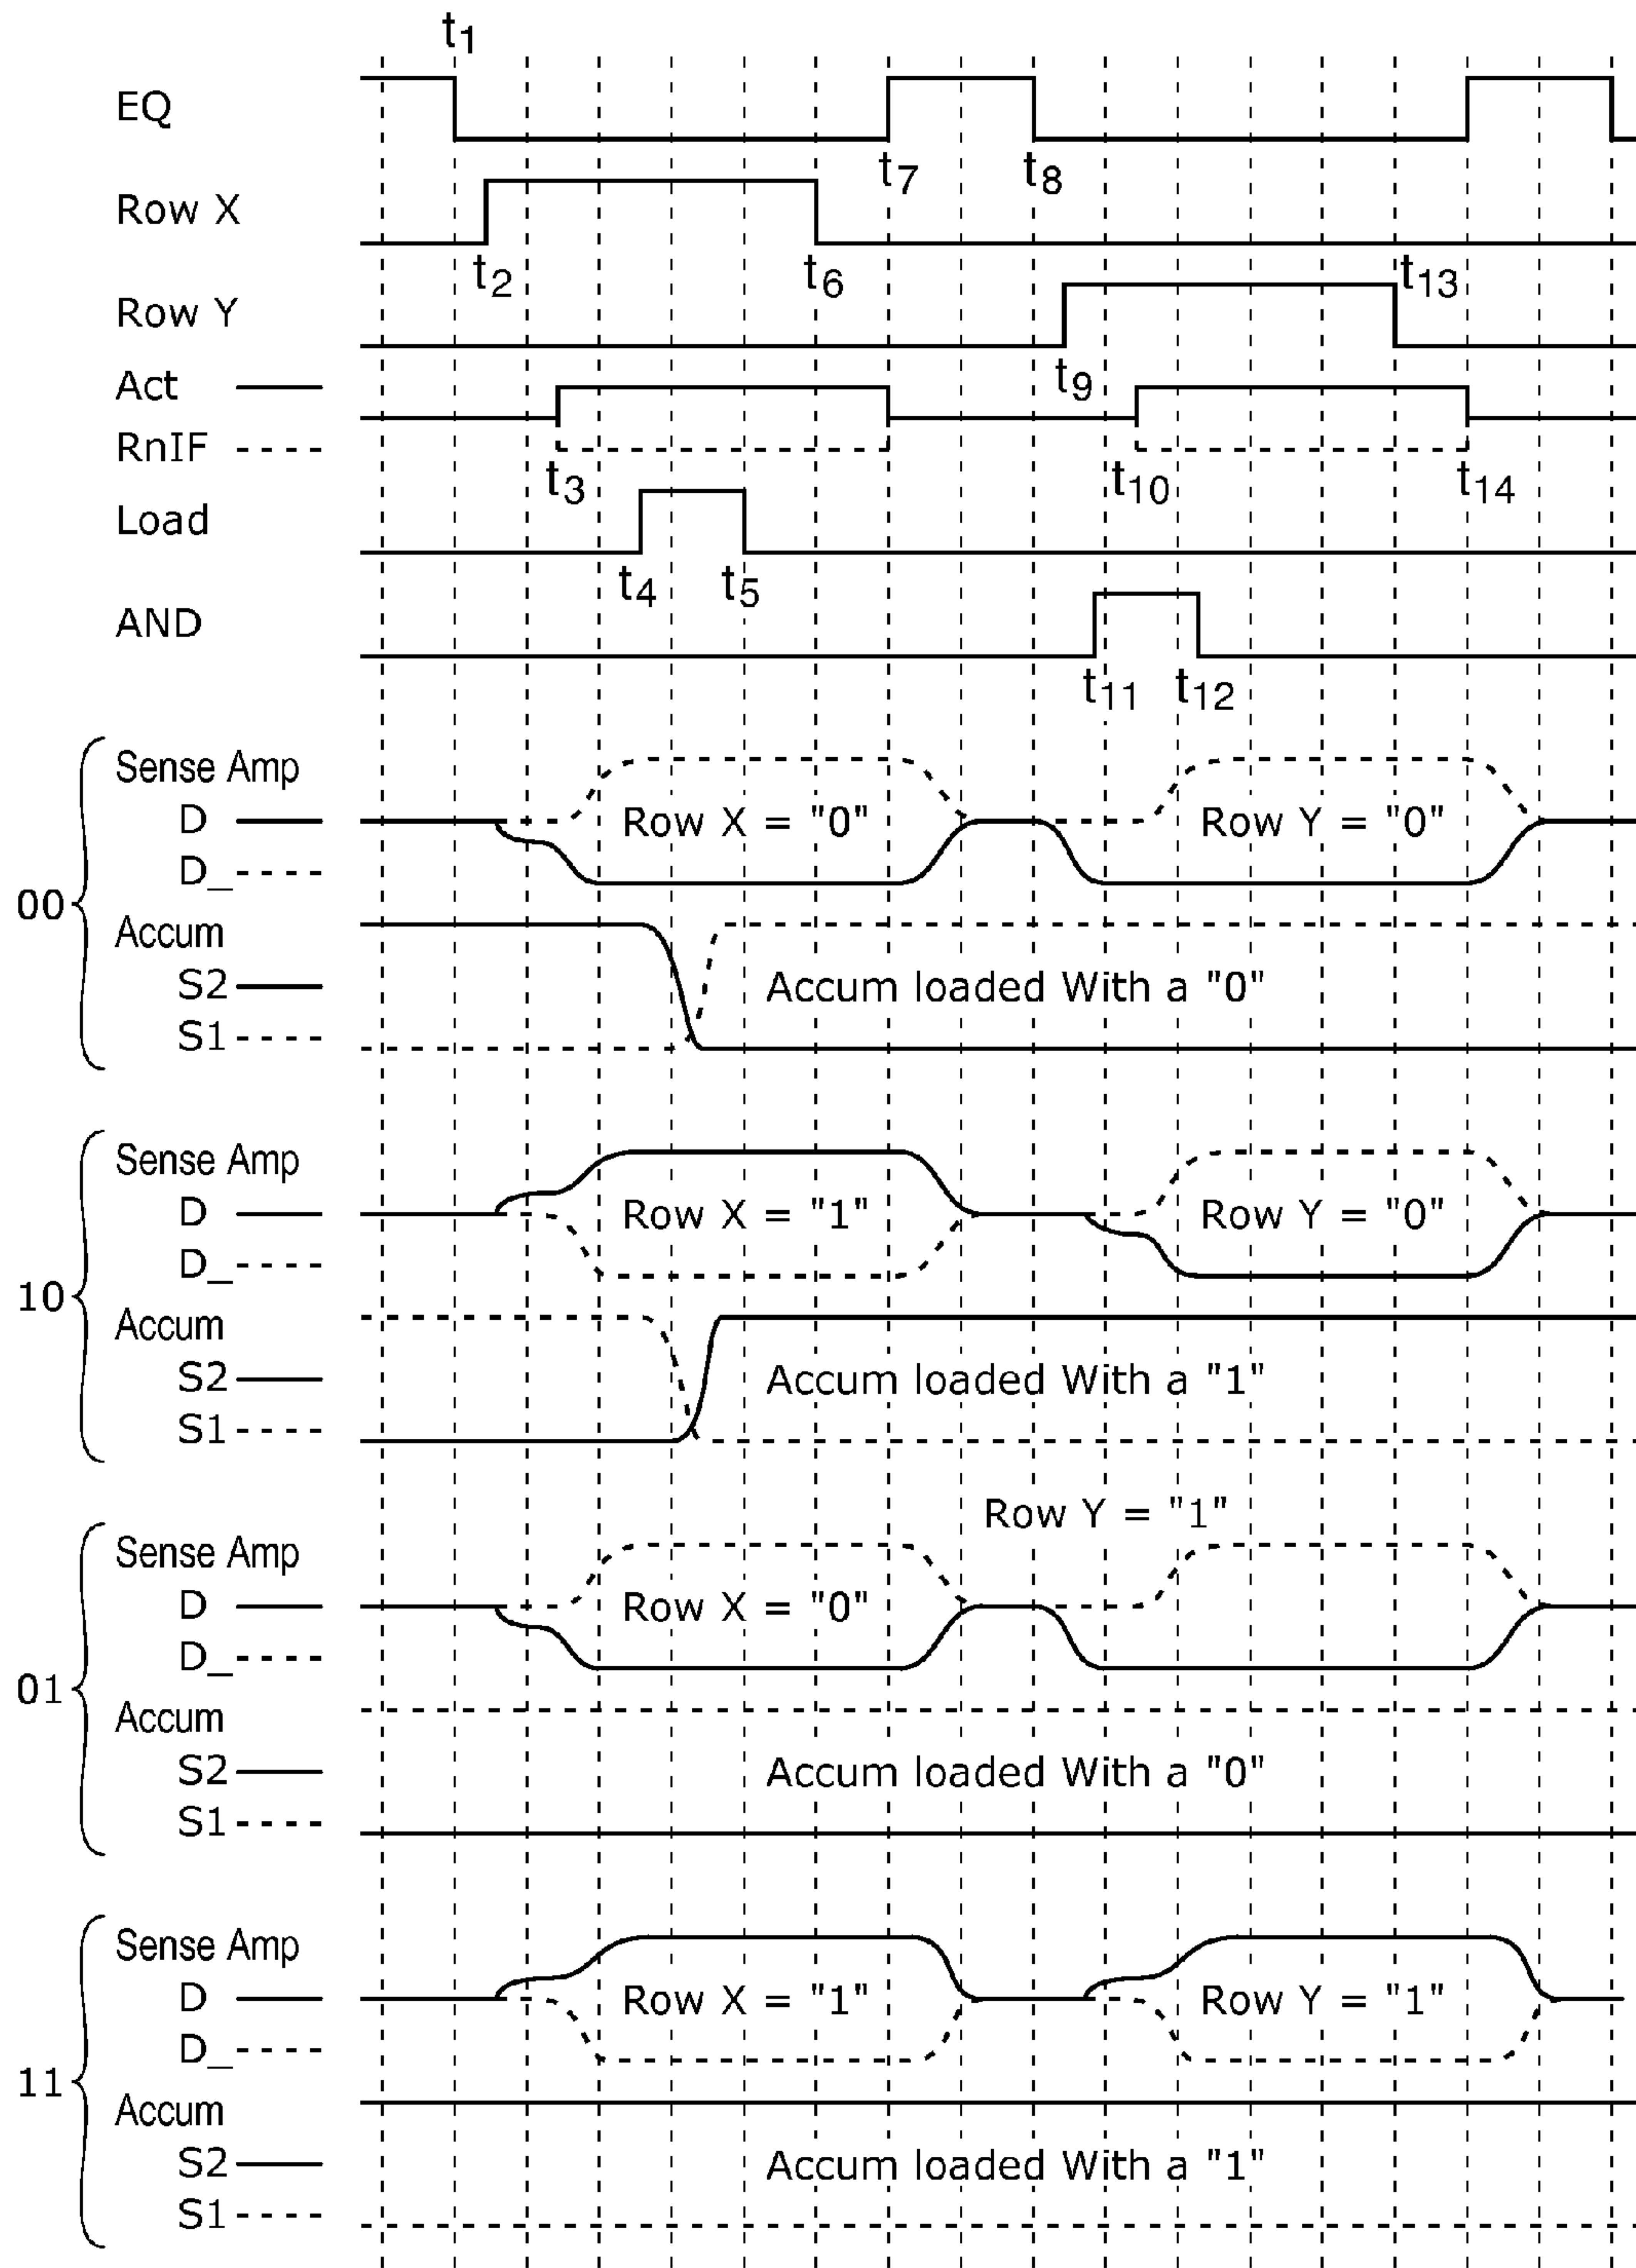 t1
EQ
t7 t8
Row X
t2 t6 t13
Row Y
t9
Act
RnIF
t3 t10 t14
Load
t4 t5
AND
t11 t12
00
Sense Amp
D Row X = "0" Row Y = "0"
D_
Accum
S2 Accum loaded With a "0"
S1
10
Sense Amp
D Row X = "1" Row Y = "0"
D_
Accum
S2 Accum loaded With a "1"
S1
Row Y = "1"
01
Sense Amp
D Row X = "0"
D_
Accum
S2 Accum loaded With a "0"
S1
11
Sense Amp
D Row X = "1" Row Y = "1"
D_
Accum
S2 Accum loaded With a "1"
S1